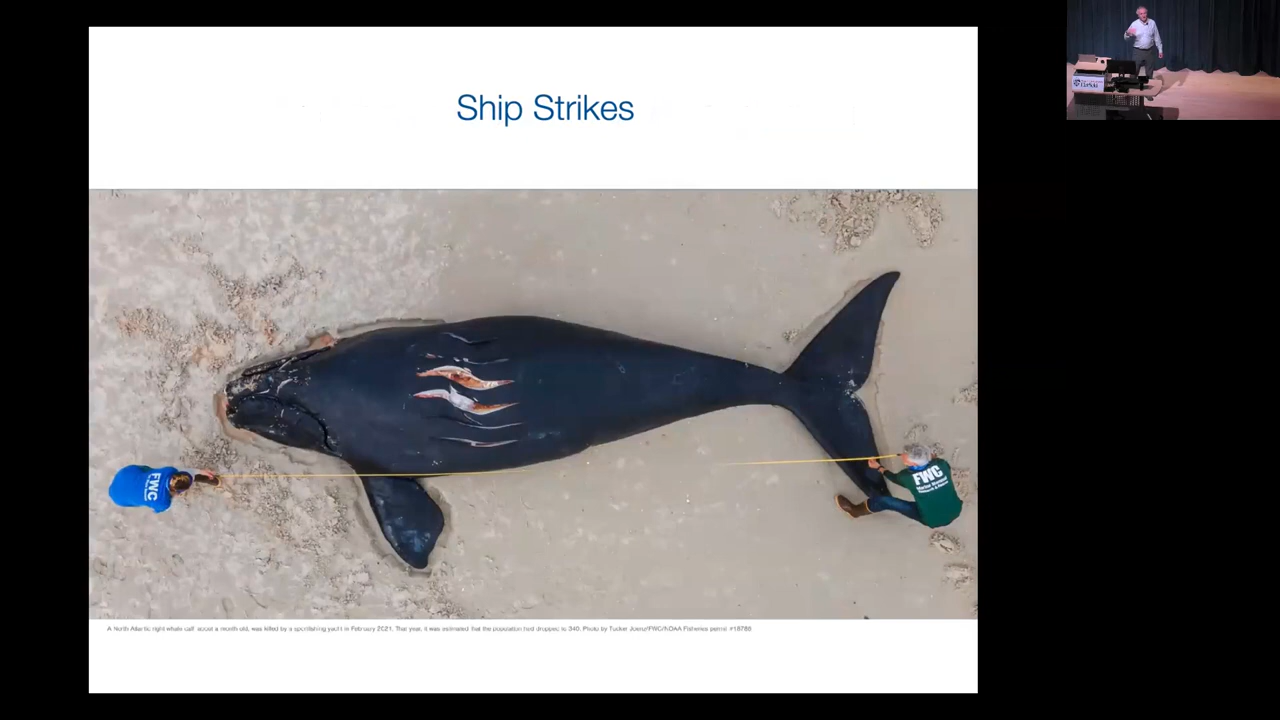 Ship Strikes
FWC
FWC
A North Atlantic right whale calf, about a month old, was killed by a sportfishing yacht in February 2021. That year, it was estimated that the population had dropped to 340. Photo by Tucker Joenz/FWC/NOAA Fisheries permit #18786